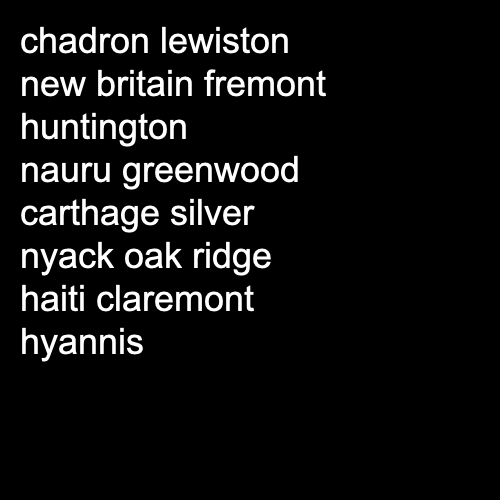 chadron lewiston
new britain fremont
huntington
nauru greenwood
carthage silver
nyack oak ridge
haiti claremont
hyannis